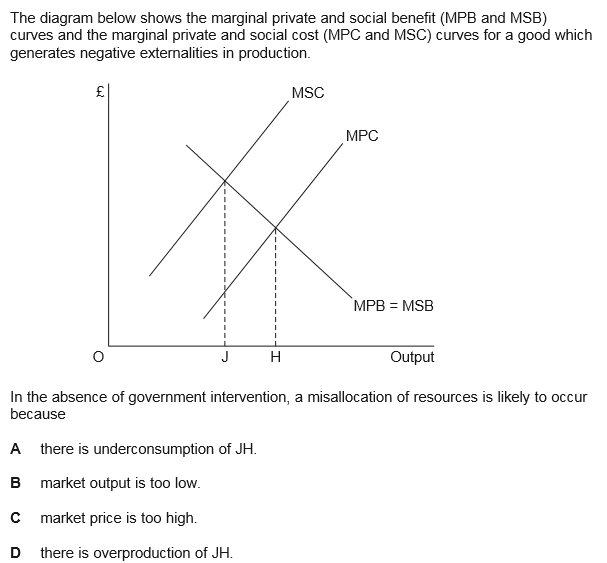 The diagram below shows the marginal private and social benefit (MPB and MSB)
curves and the marginal private and social cost (MPC and MSC) curves for a good which
generates negative externalities in production.
£
MSC
MPC
MPB = MSB
O
J
H
Output
In the absence of government intervention, a misallocation of resources is likely to occur
because
A there is underconsumption of JH.
B market output is too low.
C market price is too high.
D there is overproduction of JH.